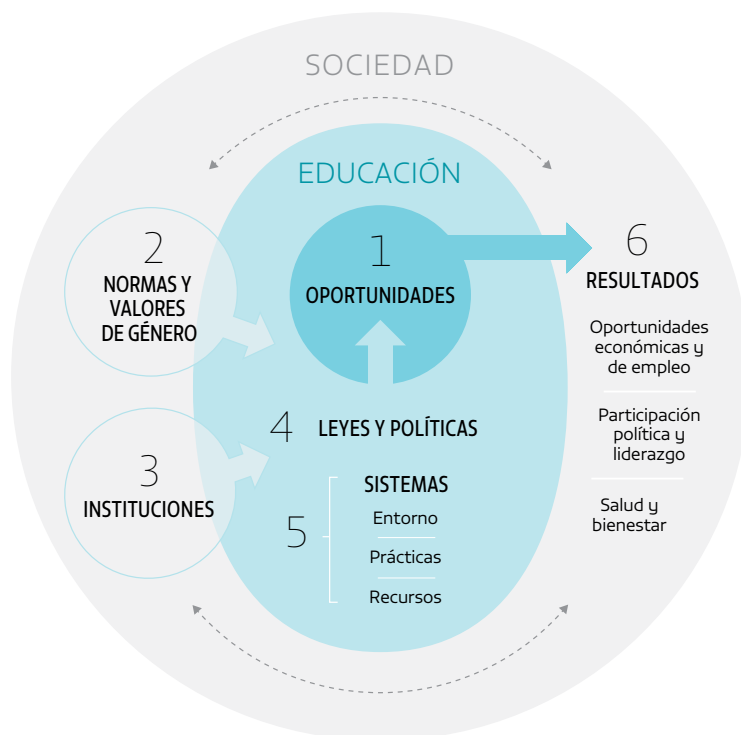 SOCIEDAD
EDUCACIÓN
1
OPORTUNIDADES
2
NORMAS Y
VALORES
DE GÉNERO
3
INSTITUCIONES
4
LEYES Y POLÍTICAS
5
SISTEMAS
Entorno
Prácticas
Recursos
6
RESULTADOS
Oportunidades
económicas y
de empleo
Participación
política y
liderazgo
Salud y
bienestar